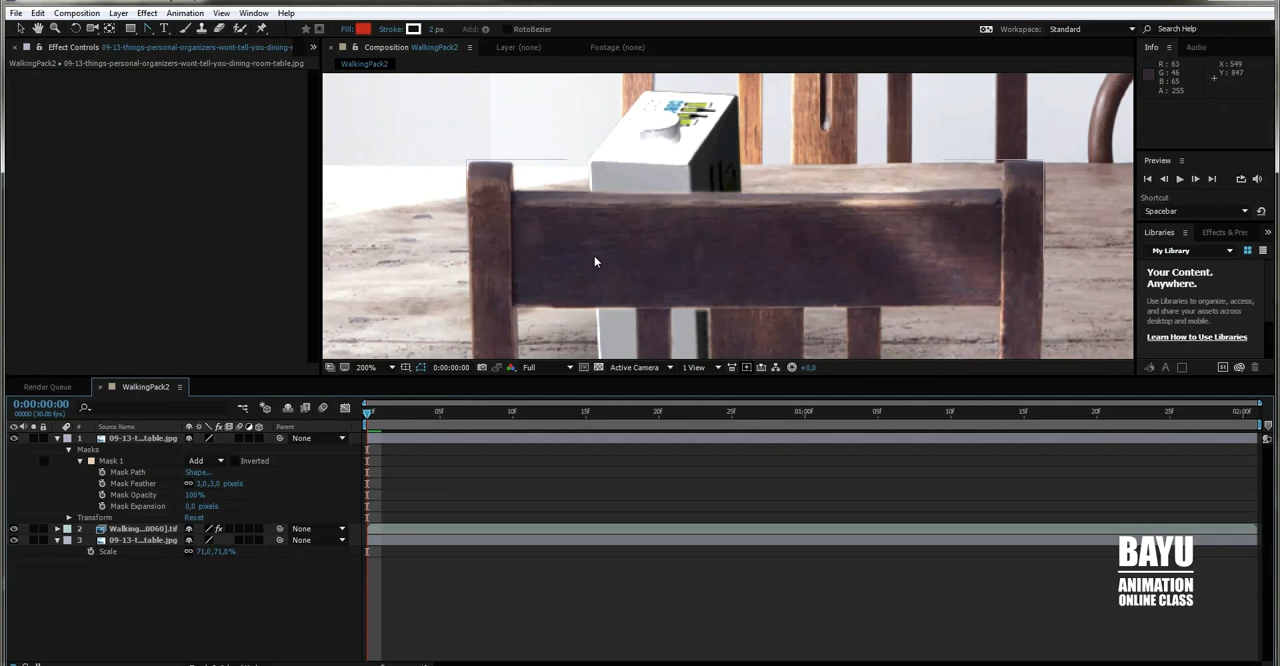 File Edit Composition Layer Effect Animation View Window Help
Fill: Stroke: 2 px Add: RotoBezier Workspace: Standard Search Help
Effect Controls 09-13-things-personal-organizers-wont-tell-you-dining-r
Composition WalkingPack2 Layer (none) Footage (none)
Info Audio
WalkingPack2 • 09-13-things-personal-organizers-wont-tell-you-dining-room-table.jpg
WalkingPack2
R : 63 X : 549
G : 46 Y : 847
B : 65
A : 255
Preview
Shortcut
Spacebar
Libraries Effects & Pre:
My Library
Your Content.
Anywhere.
Use Libraries to organize, access,
and share your assets across
desktop and mobile.
Learn How to Use Libraries
200% 0:00:00:00 Full Active Camera 1 View +0,0
Render Queue WalkingPack2
0:00:00:00
00000 (30.00 fps)
05f 10f 15f 20f 25f 01:00f 05f 10f 15f 20f 25f 02:00f
# Source Name Parent
1 09-13-t...table.jpg None
Masks
Mask 1 Add Inverted
Mask Path Shape...
Mask Feather 3,0,3,0 pixels
Mask Opacity 100%
Mask Expansion 0,0 pixels
Transform Reset
2 Walking...0060].tif fx None
3 09-13-t...table.jpg None
Scale 71,0,71,0%
BAYU
ANIMATION
ONLINE CLASS